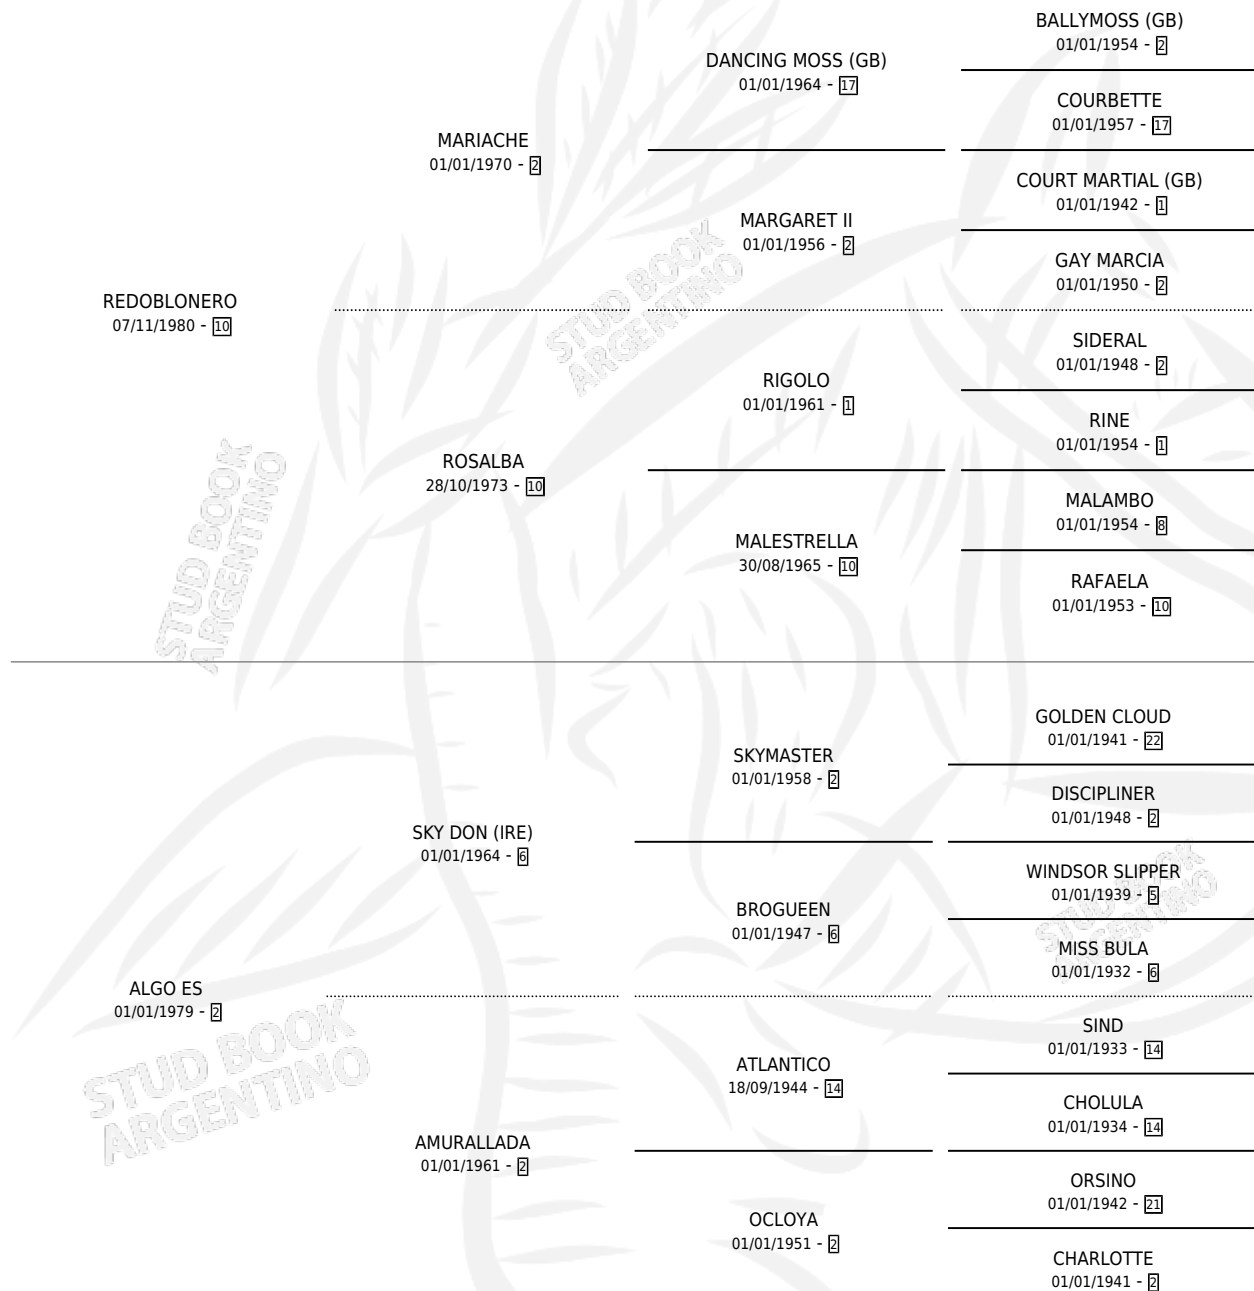 BALLYMOSS (GB)
01/01/1954 - 2
DANCING MOSS (GB)
01/01/1964 - 17
COURBETTE
01/01/1957 - 17
MARIACHE
01/01/1970 - 2
COURT MARTIAL (GB)
01/01/1942 - 1
MARGARET II
01/01/1956 - 2
GAY MARCIA
01/01/1950 - 2
REDOBLONERO
07/11/1980 - 10
STUD BOOK
ARGENTINO
SIDERAL
01/01/1948 - 2
RIGOLO
01/01/1961 - 1
RINE
01/01/1954 - 1
ROSALBA
28/10/1973 - 10
MALAMBO
01/01/1954 - 8
MALESTRELLA
30/08/1965 - 10
RAFAELA
01/01/1953 - 10
STUD BOOK
ARGENTINO
GOLDEN CLOUD
01/01/1941 - 22
SKYMASTER
01/01/1958 - 2
DISCIPLINER
01/01/1948 - 2
SKY DON (IRE)
01/01/1964 - 6
WINDSOR SLIPPER
01/01/1939 - 5
STUD BOOK
ARGENTINO
BROGUEEN
01/01/1947 - 6
MISS BULA
01/01/1932 - 6
ALGO ES
01/01/1979 - 2
STUD BOOK
ARGENTINO
SIND
01/01/1933 - 14
ATLANTICO
18/09/1944 - 14
CHOLULA
01/01/1934 - 14
AMURALLADA
01/01/1961 - 2
ORSINO
01/01/1942 - 21
OCLOYA
01/01/1951 - 2
CHARLOTTE
01/01/1941 - 2